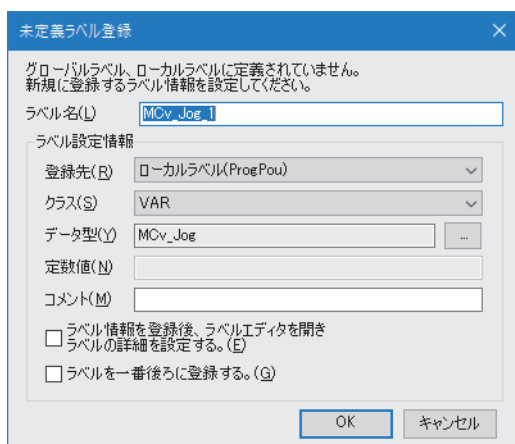 未定義ラベル登録
グローバルラベル、ローカルラベルに定義されていません。
新規に登録するラベル情報を設定してください。
ラベル名(L) MCv_Jog_1
ラベル設定情報
登録先(R) ローカルラベル(ProgPou)
クラス(S) VAR
データ型(Y) MCv_Jog ...
定数値(N)
コメント(M)
ラベル情報を登録後、ラベルエディタを開き
ラベルの詳細を設定する。(E)
ラベルを一番後ろに登録する。(G)
OK キャンセル